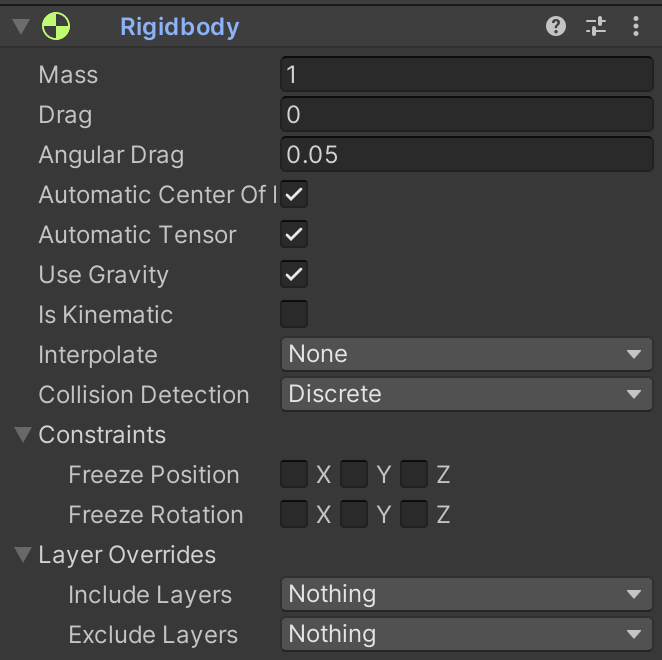 Rigidbody
Mass 1
Drag 0
Angular Drag 0.05
Automatic Center Of
Automatic Tensor
Use Gravity
Is Kinematic
Interpolate None
Collision Detection Discrete
Constraints
Freeze Position X Y Z
Freeze Rotation X Y Z
Layer Overrides
Include Layers Nothing
Exclude Layers Nothing